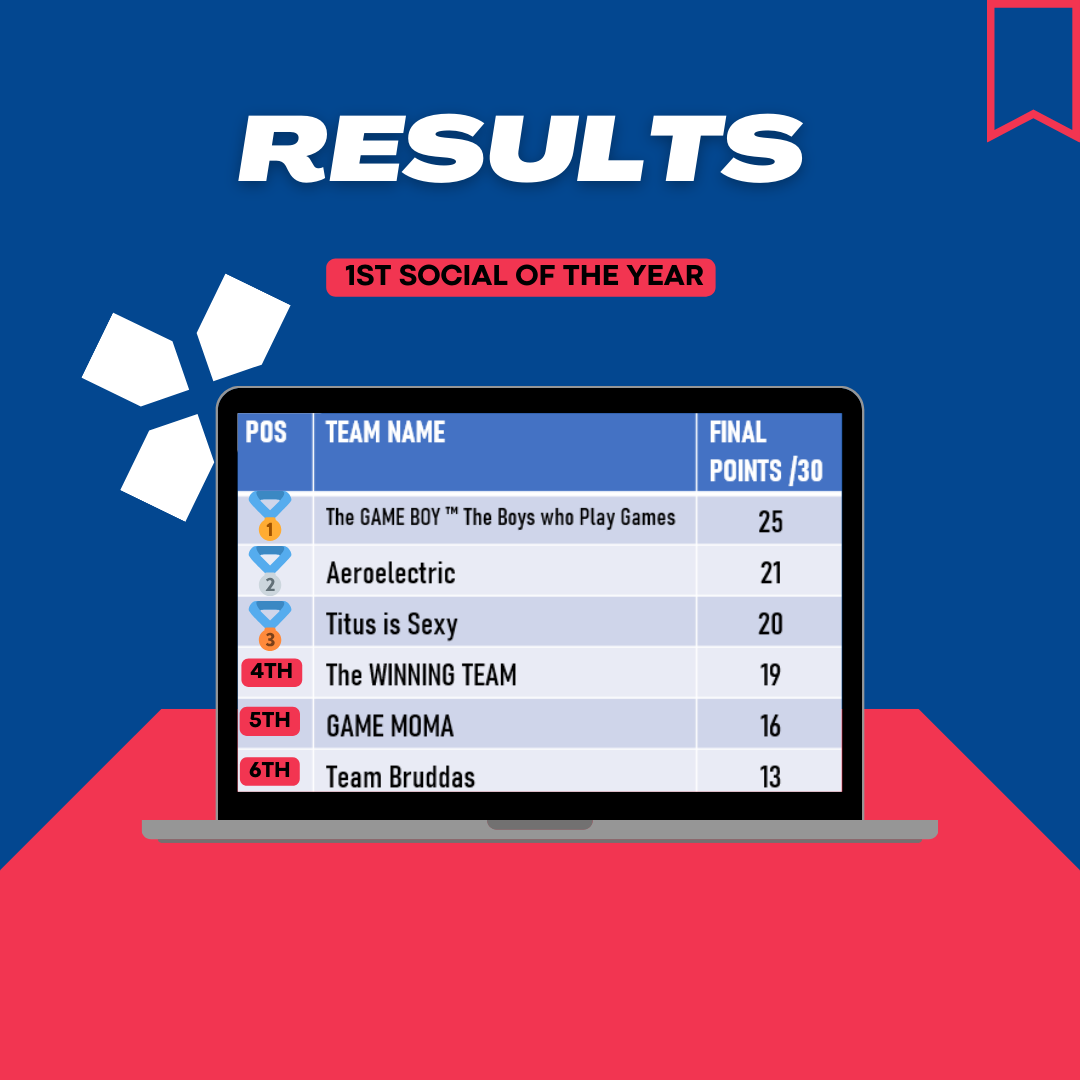 RESULTS
1ST SOCIAL OF THE YEAR
POS TEAM NAME FINAL
POINTS /30
1 The GAME BOY ™ The Boys who Play Games 25
2 Aeroelectric 21
3 Titus is Sexy 20
4TH The WINNING TEAM 19
5TH GAME MOMA 16
6TH Team Bruddas 13